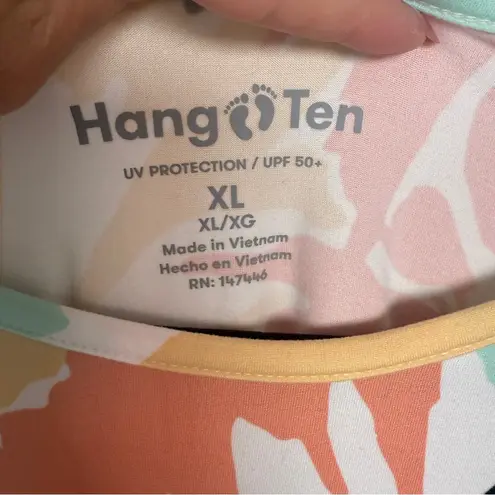 Hang Ten
UV PROTECTION / UPF 50+
XL
XL/XG
Made in Vietnam
Hecho en Vietnam
RN: 147446